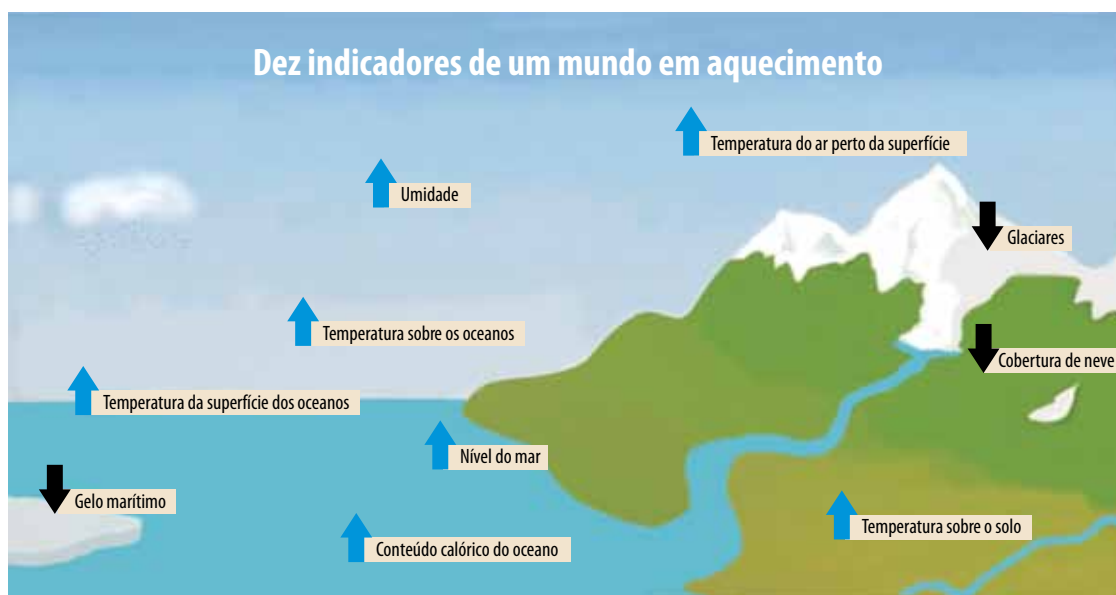 Dez indicadores de um mundo em aquecimento
Temperatura do ar perto da superfície
Umidade
Glaciares
Temperatura sobre os oceanos
Cobertura de neve
Temperatura da superfície dos oceanos
Nível do mar
Gelo marítimo
Temperatura sobre o solo
Conteúdo calórico do oceano